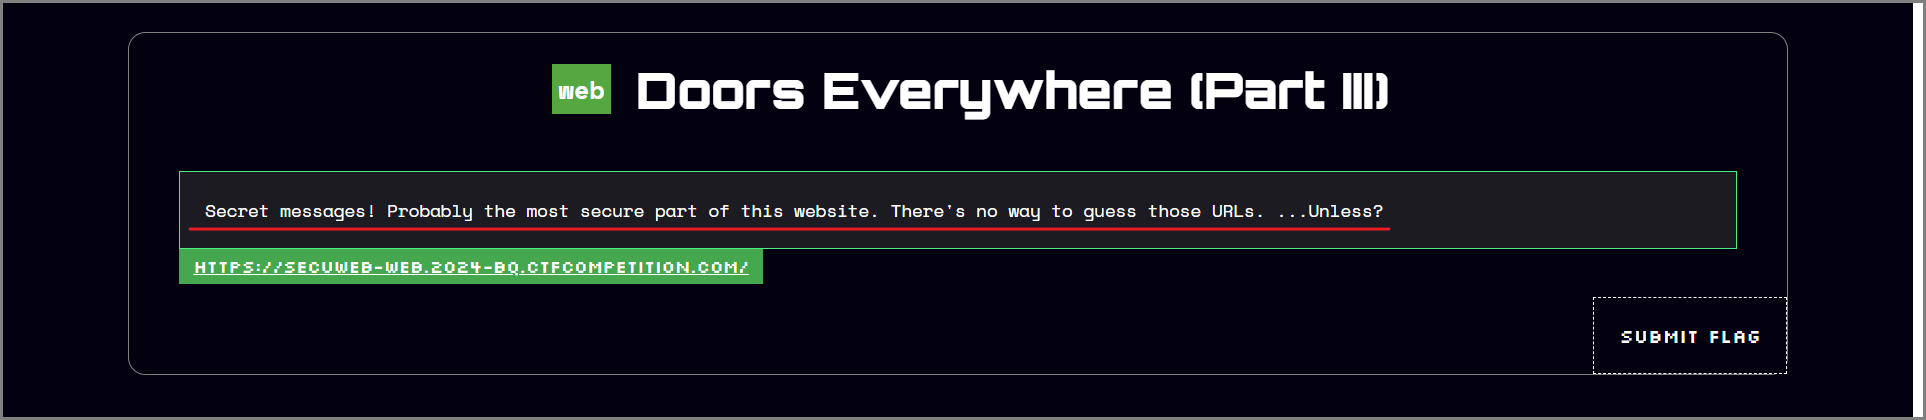 web Doors Everywhere (Part III)
Secret messages! Probably the most secure part of this website. There's no way to guess those URLs. ...Unless?
HTTPS://SECUWEB-WEB.2024-BQ.CTFCOMPETITION.COM/
SUBMIT FLAG